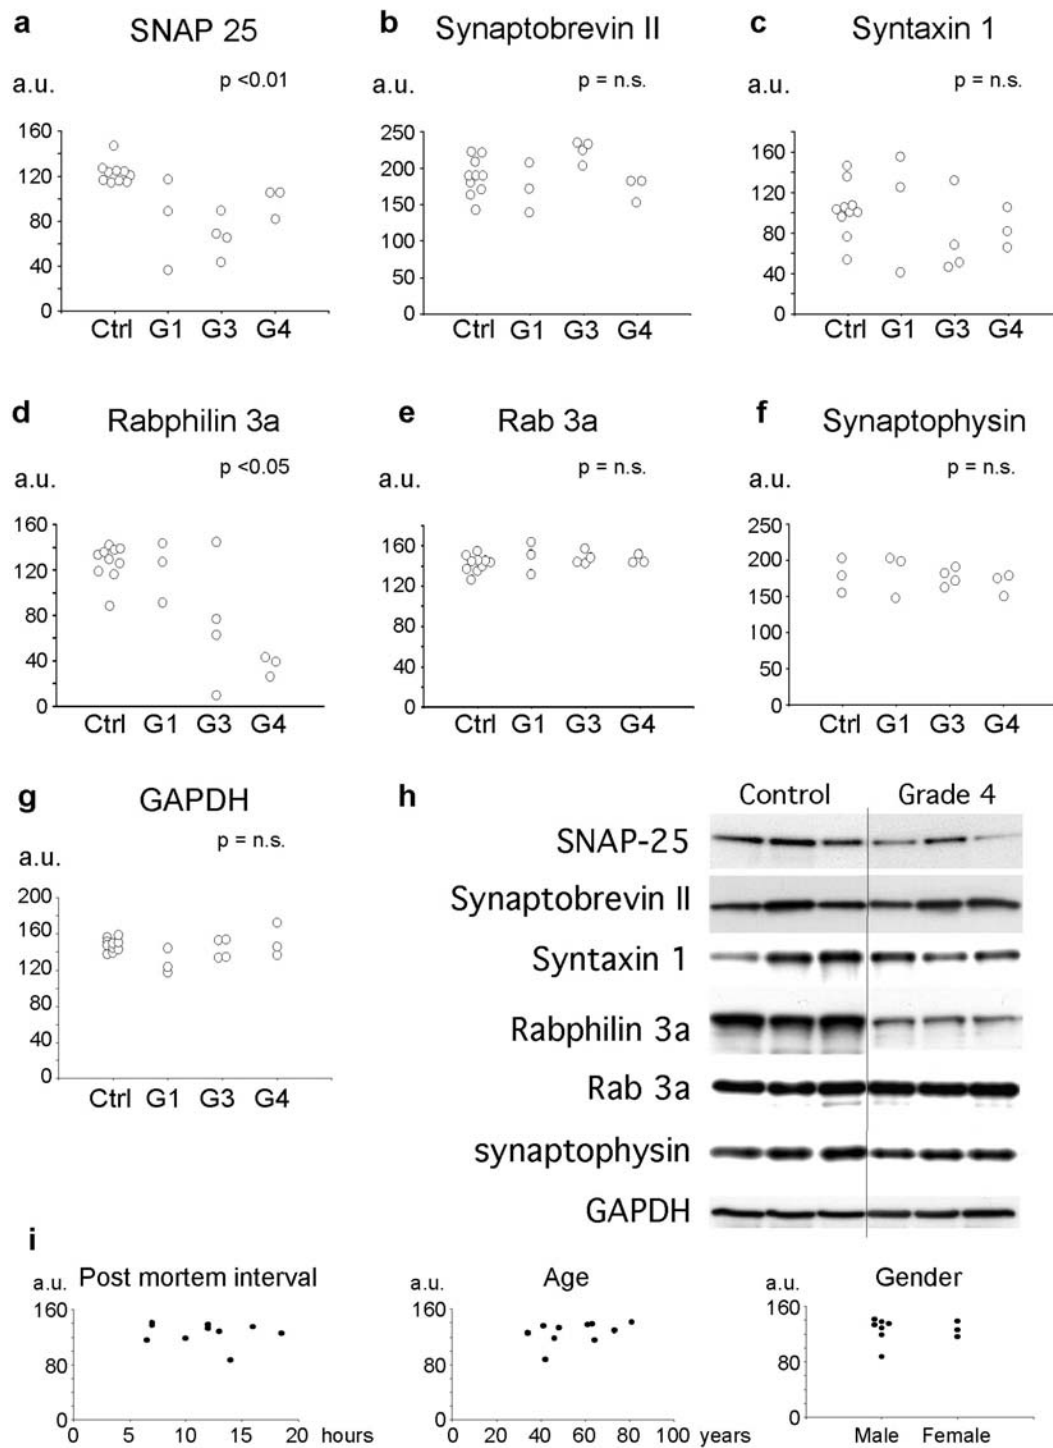 a SNAP 25
a.u. p <0.01
160
120
80
40
0
Ctrl G1 G3 G4
b Synaptobrevin II
a.u. p = n.s.
250
200
150
100
50
0
Ctrl G1 G3 G4
c Syntaxin 1
a.u. p = n.s.
160
120
80
40
0
Ctrl G1 G3 G4
d Rabphilin 3a
a.u. p <0.05
160
120
80
40
0
Ctrl G1 G3 G4
e Rab 3a
a.u. p = n.s.
160
120
80
40
0
Ctrl G1 G3 G4
f Synaptophysin
a.u. p = n.s.
250
200
150
100
50
0
Ctrl G1 G3 G4
g GAPDH
a.u. p = n.s.
200
160
120
80
40
0
Ctrl G1 G3 G4
h Control Grade 4
SNAP-25
Synaptobrevin II
Syntaxin 1
Rabphilin 3a
Rab 3a
synaptophysin
GAPDH
i
a.u. Post mortem interval
160
80
0
0 5 10 15 20 hours
a.u. Age
160
80
0
0 20 40 60 80 100 years
a.u. Gender
160
80
0
Male Female